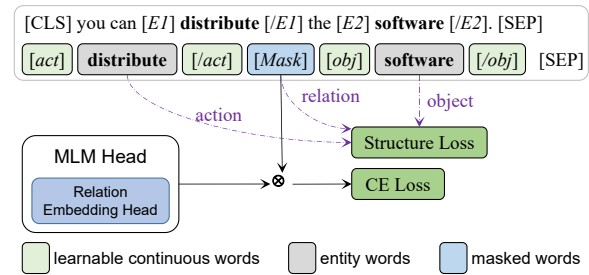 [CLS] you can [E1] distribute [/E1] the [E2] software [/E2]. [SEP]
[act] distribute [/act] [Mask] [obj] software [/obj] [SEP]
action relation object
Structure Loss
MLM Head
Relation
Embedding Head
⊗
CE Loss
learnable continuous words entity words masked words